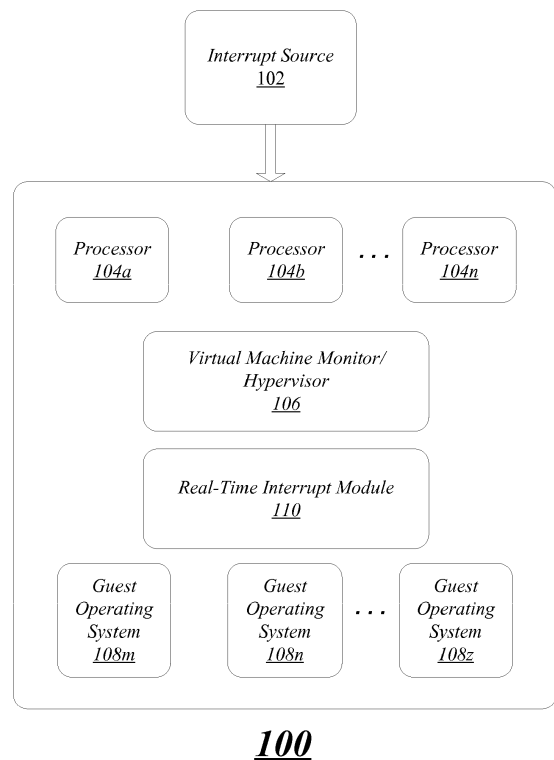 Interrupt Source
102
Processor
104a
Processor
104b
. . .
Processor
104n
Virtual Machine Monitor/
Hypervisor
106
Real-Time Interrupt Module
110
Guest
Operating
System
108m
Guest
Operating
System
108n
. . .
Guest
Operating
System
108z
100